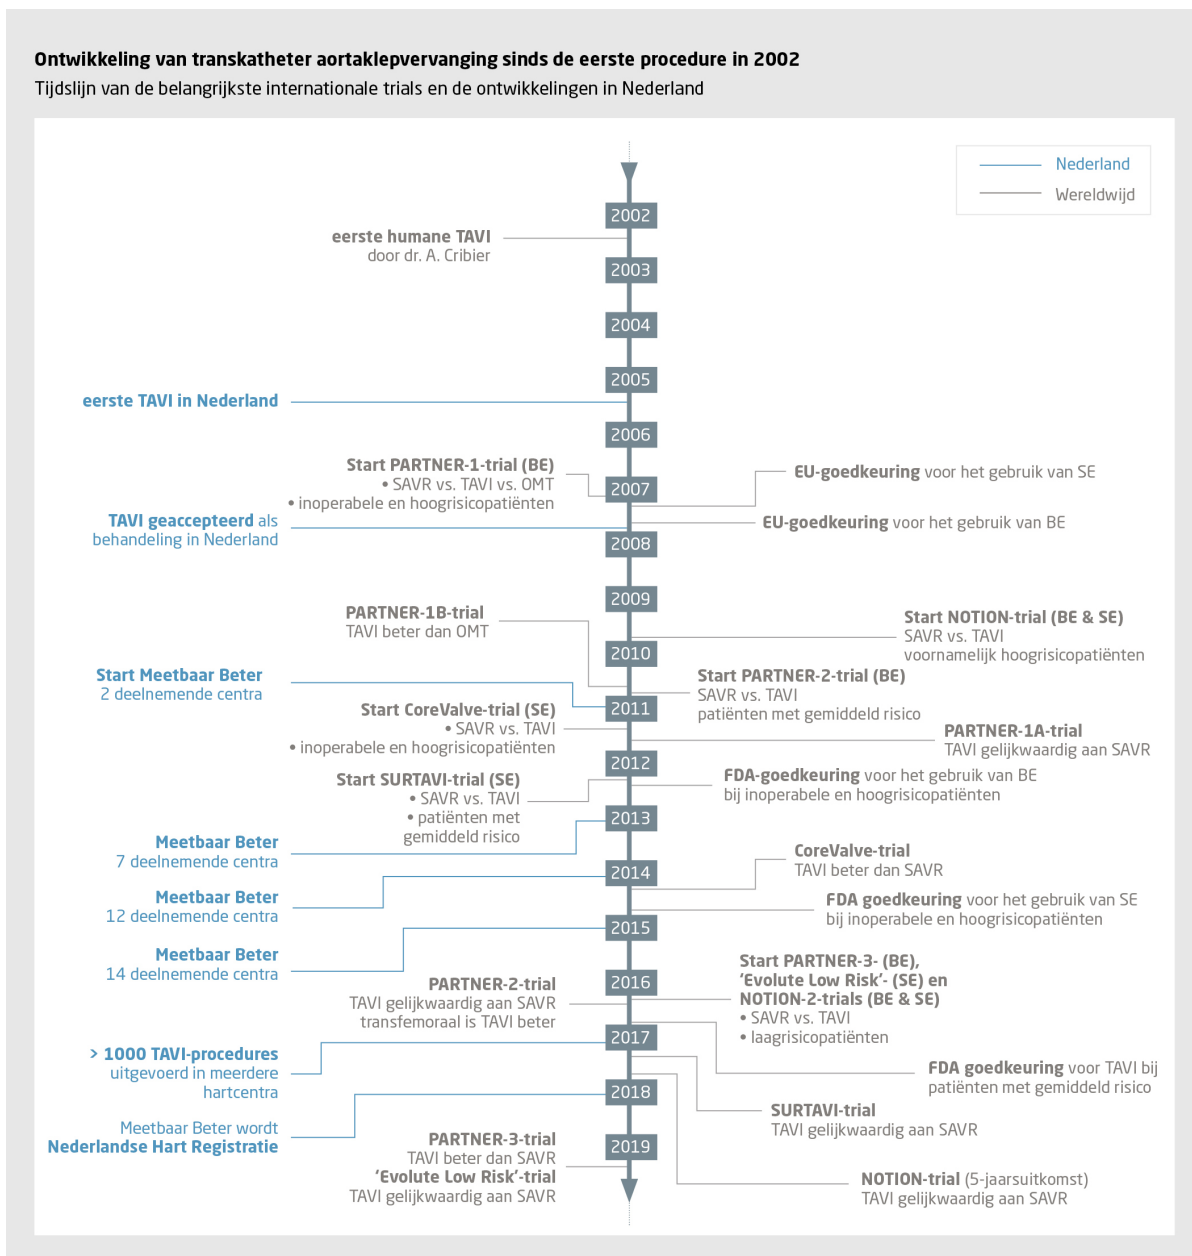 Ontwikkeling van transkatheter aortaklepvervanging sinds de eerste procedure in 2002
Tijdslijn van de belangrijkste internationale trials en de ontwikkelingen in Nederland
Nederland
Wereldwijd
2002
eerste humane TAVI
door dr. A. Cribier
2003
2004
2005
eerste TAVI in Nederland
2006
Start PARTNER-1-trial (BE)
• SAVR vs. TAVI vs. OMT
• inoperabele en hoogrisicopatiënten
EU-goedkeuring voor het gebruik van SE
2007
TAVI geaccepteerd als
behandeling in Nederland
EU-goedkeuring voor het gebruik van BE
2008
2009
PARTNER-1B-trial
TAVI beter dan OMT
Start NOTION-trial (BE & SE)
SAVR vs. TAVI
voornamelijk hoogrisicopatiënten
2010
Start Meetbaar Beter
2 deelnemende centra
Start PARTNER-2-trial (BE)
SAVR vs. TAVI
patiënten met gemiddeld risico
2011
Start CoreValve-trial (SE)
• SAVR vs. TAVI
• inoperabele en hoogrisicopatiënten
PARTNER-1A-trial
TAVI gelijkwaardig aan SAVR
2012
Start SURTAVI-trial (SE)
• SAVR vs. TAVI
• patiënten met
gemiddeld risico
FDA-goedkeuring voor het gebruik van BE
bij inoperabele en hoogrisicopatiënten
2013
Meetbaar Beter
7 deelnemende centra
CoreValve-trial
TAVI beter dan SAVR
2014
Meetbaar Beter
12 deelnemende centra
FDA goedkeuring voor het gebruik van SE
bij inoperabele en hoogrisicopatiënten
2015
Meetbaar Beter
14 deelnemende centra
Start PARTNER-3- (BE),
‘Evolute Low Risk’- (SE) en
NOTION-2-trials (BE & SE)
• SAVR vs. TAVI
• laagrisicopatiënten
2016
PARTNER-2-trial
TAVI gelijkwaardig aan SAVR
transfemoraal is TAVI beter
2017
> 1000 TAVI-procedures
uitgevoerd in meerdere
hartcentra
FDA goedkeuring voor TAVI bij
patiënten met gemiddeld risico
2018
SURTAVI-trial
TAVI gelijkwaardig aan SAVR
Meetbaar Beter wordt
Nederlandse Hart Registratie
2019
PARTNER-3-trial
TAVI beter dan SAVR
‘Evolute Low Risk’-trial
TAVI gelijkwaardig aan SAVR
NOTION-trial (5-jaarsuitkomst)
TAVI gelijkwaardig aan SAVR